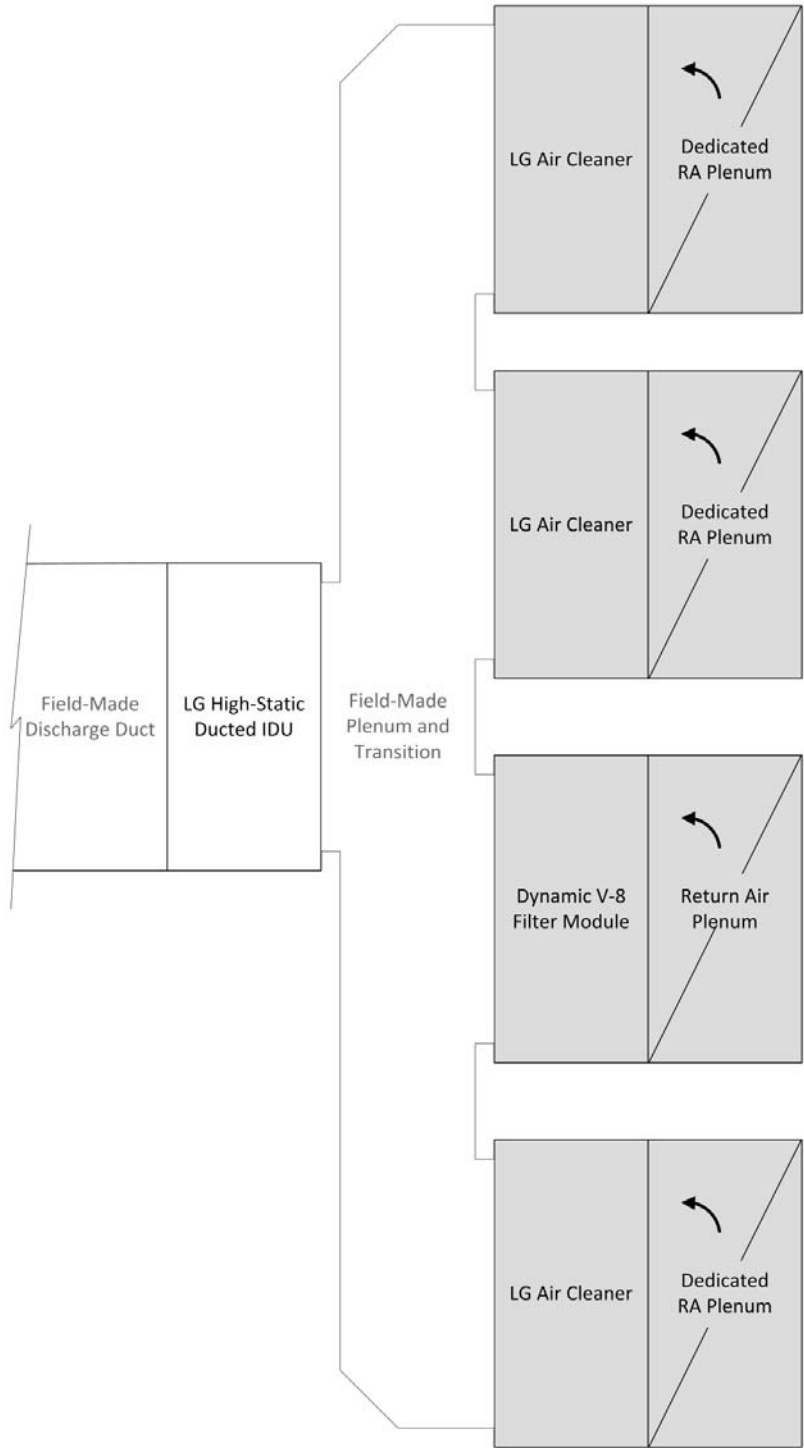 LG Air Cleaner
Dedicated
RA Plenum
LG Air Cleaner
Dedicated
RA Plenum
Field-Made
Discharge Duct
LG High-Static
Ducted IDU
Field-Made
Plenum and
Transition
Dynamic V-8
Filter Module
Return Air
Plenum
LG Air Cleaner
Dedicated
RA Plenum